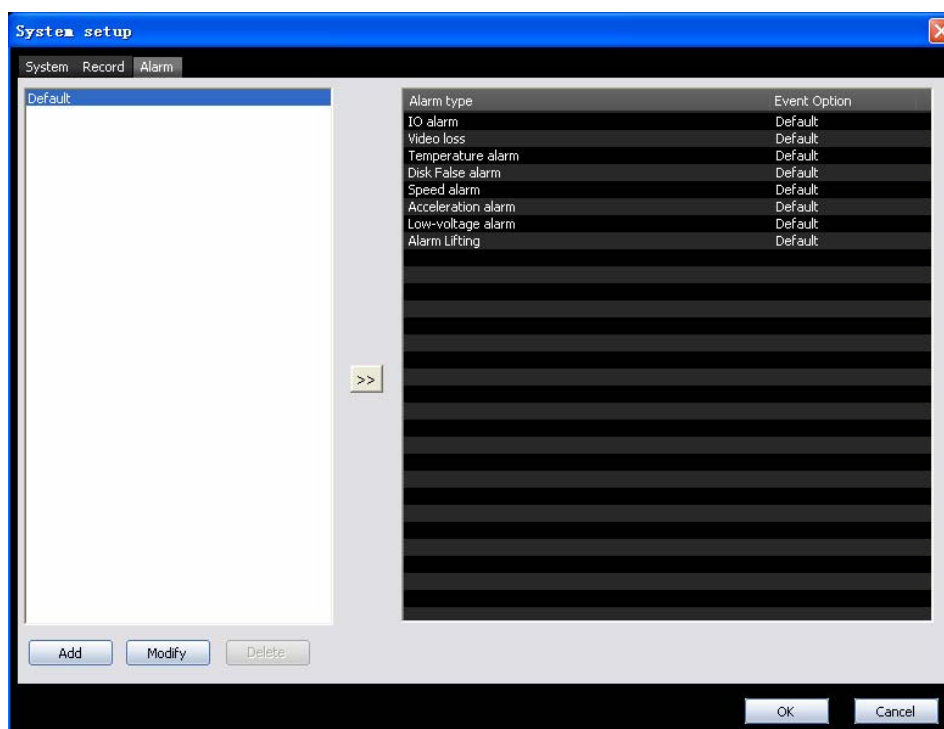 System setup
System Record Alarm
Default
Alarm type Event Option
IO alarm Default
Video loss Default
Temperature alarm Default
Disk False alarm Default
Speed alarm Default
Acceleration alarm Default
Low-voltage alarm Default
Alarm Lifting Default
>>
Add Modify Delete
OK Cancel